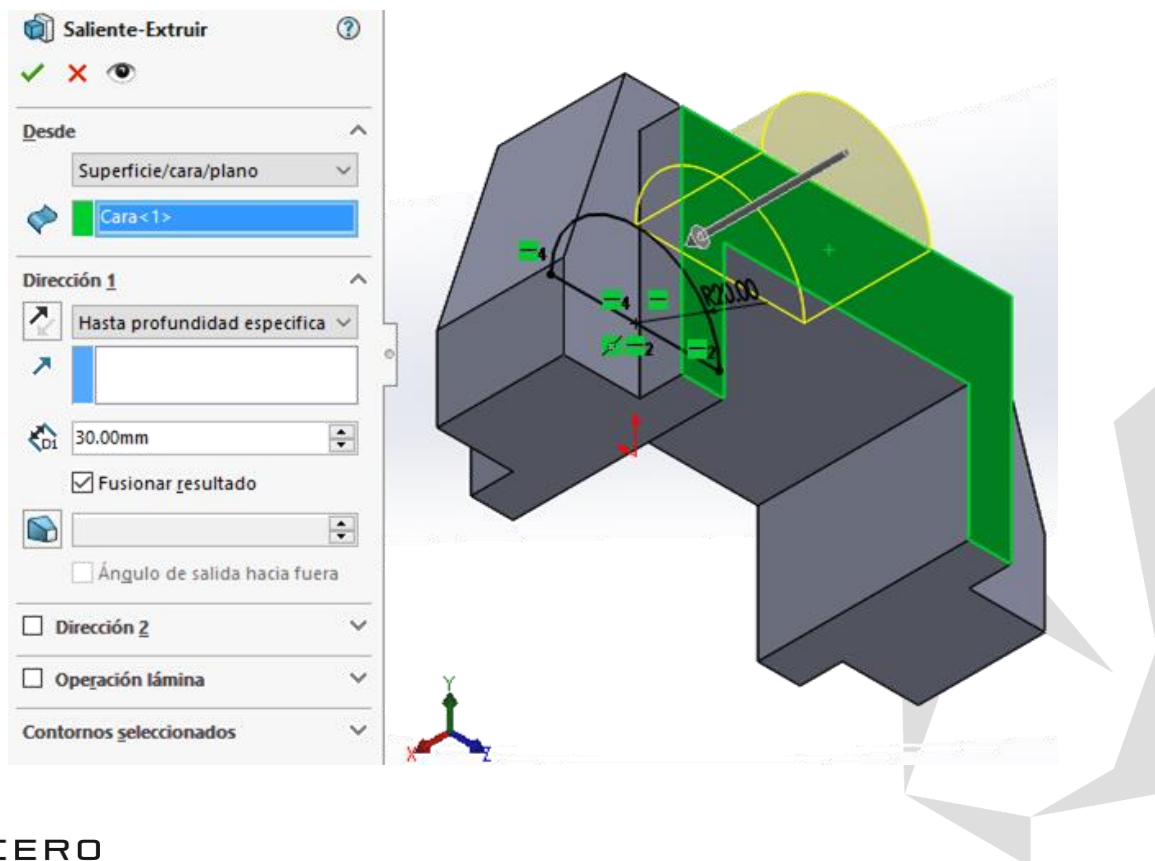 Saliente-Extruir
Desde
Superficie/cara/plano
Cara<1>
Dirección 1
Hasta profundidad especifica
D1
30.00mm
Fusionar resultado
Ángulo de salida hacia fuera
Dirección 2
Operación lámina
Contornos seleccionados
4
4
R20.00
2
2
Y
X
Z
CERO